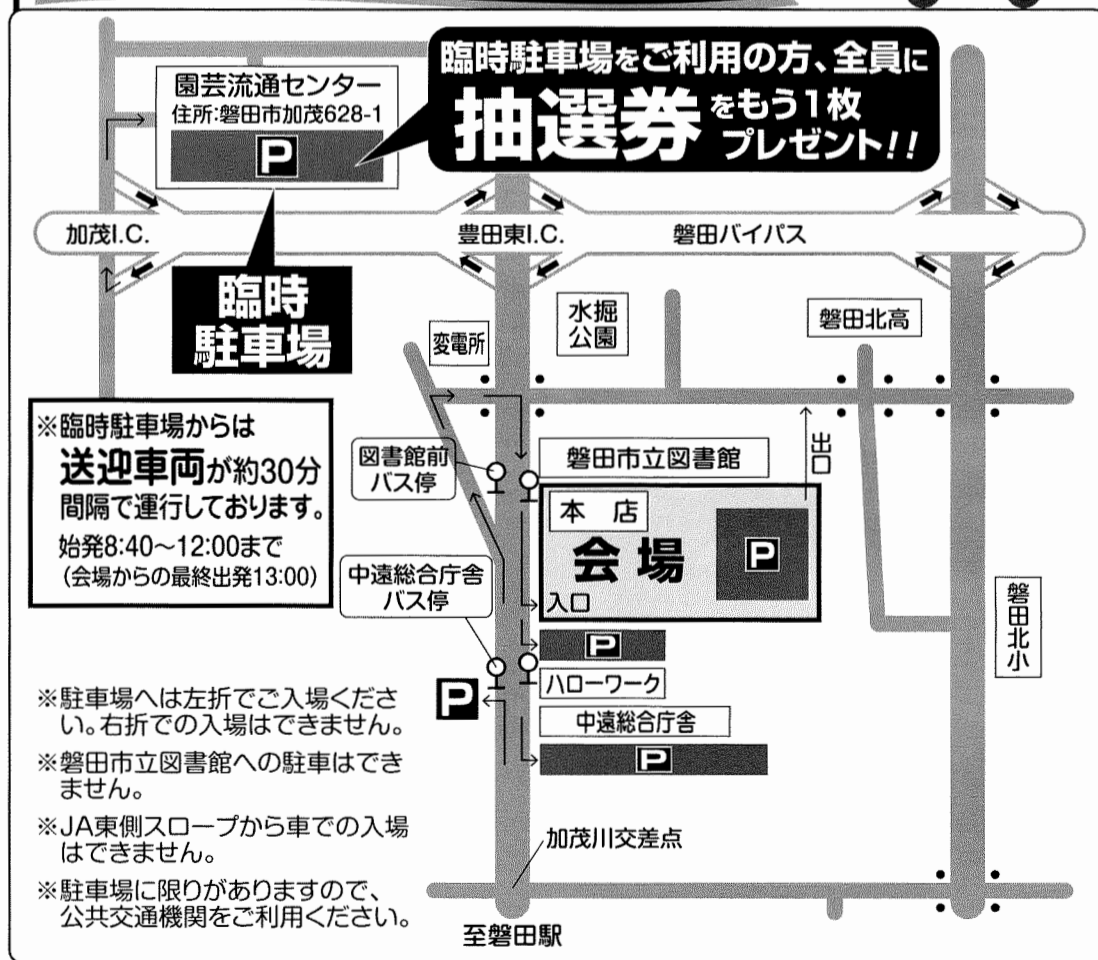 園芸流通センター
住所:磐田市加茂628-1
P
臨時駐車場をご利用の方、全員に
抽選券をもう1枚
プレゼント!!
加茂I.C.
豊田東I.C.
磐田バイパス
臨時
駐車場
変電所
水堀
公園
磐田北高
※臨時駐車場からは
送迎車両が約30分
間隔で運行しております。
始発8:40~12:00まで
(会場からの最終出発13:00)
図書館前
バス停
磐田市立図書館
出口
本店
会場
P
入口
中遠総合庁舎
バス停
P
P
ハローワーク
中遠総合庁舎
P
磐田北小
※駐車場へは左折でご入場くださ
い。右折での入場はできません。
※磐田市立図書館への駐車はでき
ません。
※JA東側スロープから車での入場
はできません。
※駐車場に限りがありますので、
公共交通機関をご利用ください。
加茂川交差点
至磐田駅